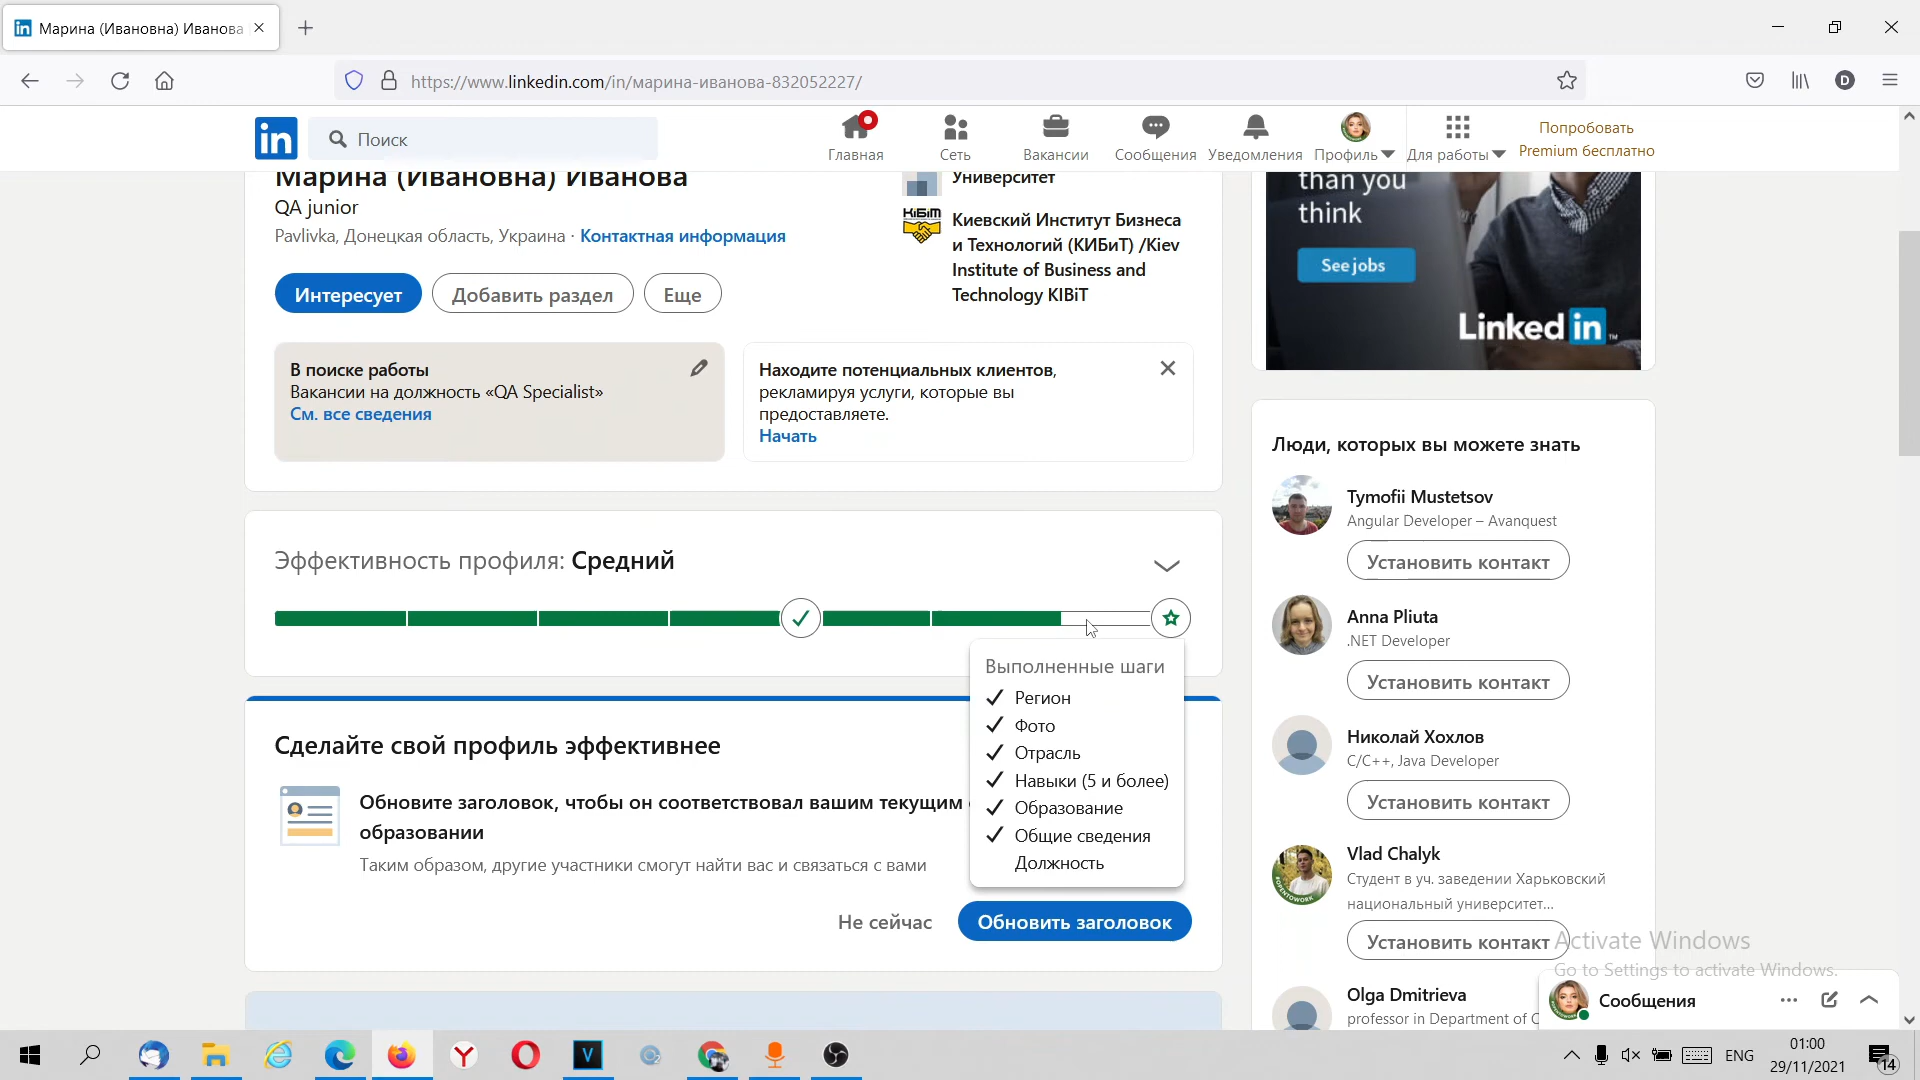 Марина (Ивановна) Иванова
https://www.linkedin.com/in/марина-иванова-832052227/
in
Поиск
Главная
Сеть
Вакансии
Сообщения
Уведомления
Профиль
Для работы
Попробовать
Premium бесплатно
Марина (Ивановна) Иванова
QA junior
Pavlivka, Донецкая область, Украина · Контактная информация
Интересует
Добавить раздел
Еще
Университет
КІБіТ
Киевский Институт Бизнеса
и Технологий (КИБиТ) /Kiev
Institute of Business and
Technology KIBiT
В поиске работы
Вакансии на должность «QA Specialist»
См. все сведения
Находите потенциальных клиентов,
рекламируя услуги, которые вы
предоставляете.
Начать
Эффективность профиля: Средний
Выполненные шаги
Регион
Фото
Отрасль
Навыки (5 и более)
Образование
Общие сведения
Должность
Сделайте свой профиль эффективнее
Обновите заголовок, чтобы он соответствовал вашим текущим
образовании
Таким образом, другие участники смогут найти вас и связаться с вами
Не сейчас
Обновить заголовок
than you
think
See jobs
Linked in
Люди, которых вы можете знать
Tymofii Mustetsov
Angular Developer – Avanquest
Установить контакт
Anna Pliuta
.NET Developer
Установить контакт
Николай Хохлов
C/C++, Java Developer
Установить контакт
Vlad Chalyk
Студент в уч. заведении Харьковский
национальный университет...
Установить контакт
Olga Dmitrieva
professor in Department of
Activate Windows
Go to Settings to activate Windows.
Сообщения
ENG
01:00
29/11/2021
14